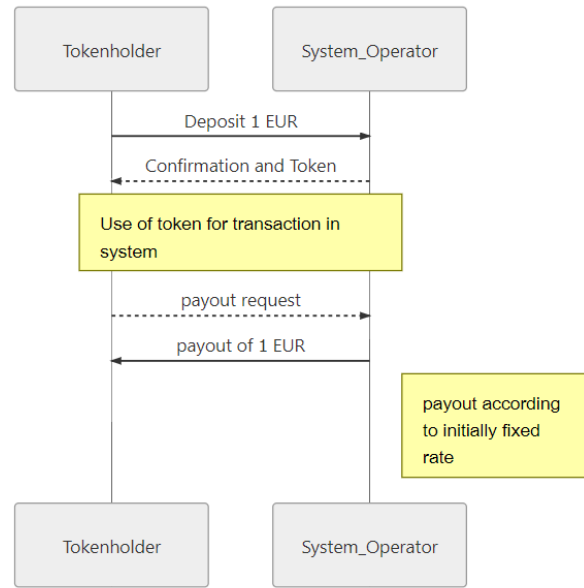 Tokenholder
System_Operator
Deposit 1 EUR
Confirmation and Token
Use of token for transaction in
system
payout request
payout of 1 EUR
payout according
to initially fixed
rate
Tokenholder
System_Operator